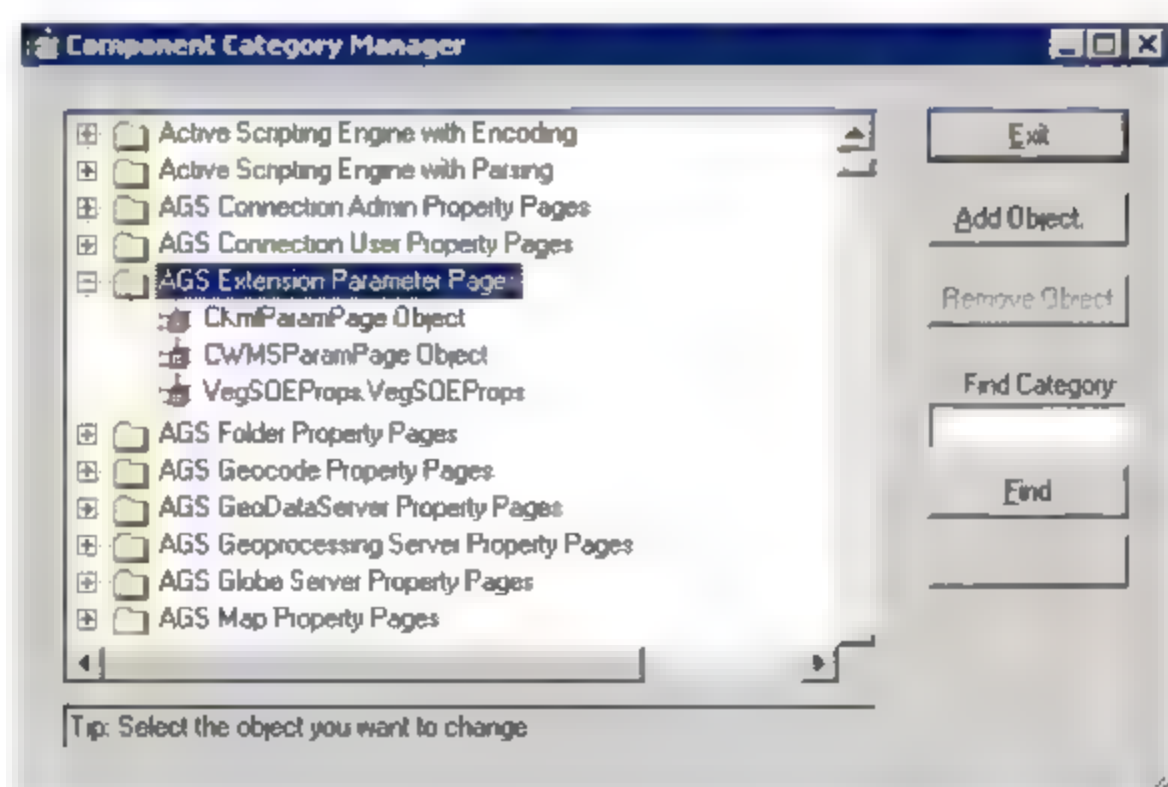 Component Category Manager
Active Scripting Engine with Encoding
Active Scripting Engine with Parsing
AGS Connection Admin Property Pages
AGS Connection User Property Pages
AGS Extension Parameter Page
CKmlParamPage Object
CWMSParamPage Object
VegSOEProps.VegSOEProps
AGS Folder Property Pages
AGS Geocode Property Pages
AGS GeoDataServer Property Pages
AGS Geoprocessing Server Property Pages
AGS Globe Server Property Pages
AGS Map Property Pages
Tip: Select the object you want to change
Exit
Add Object.
Remove Object
Find Category
Find